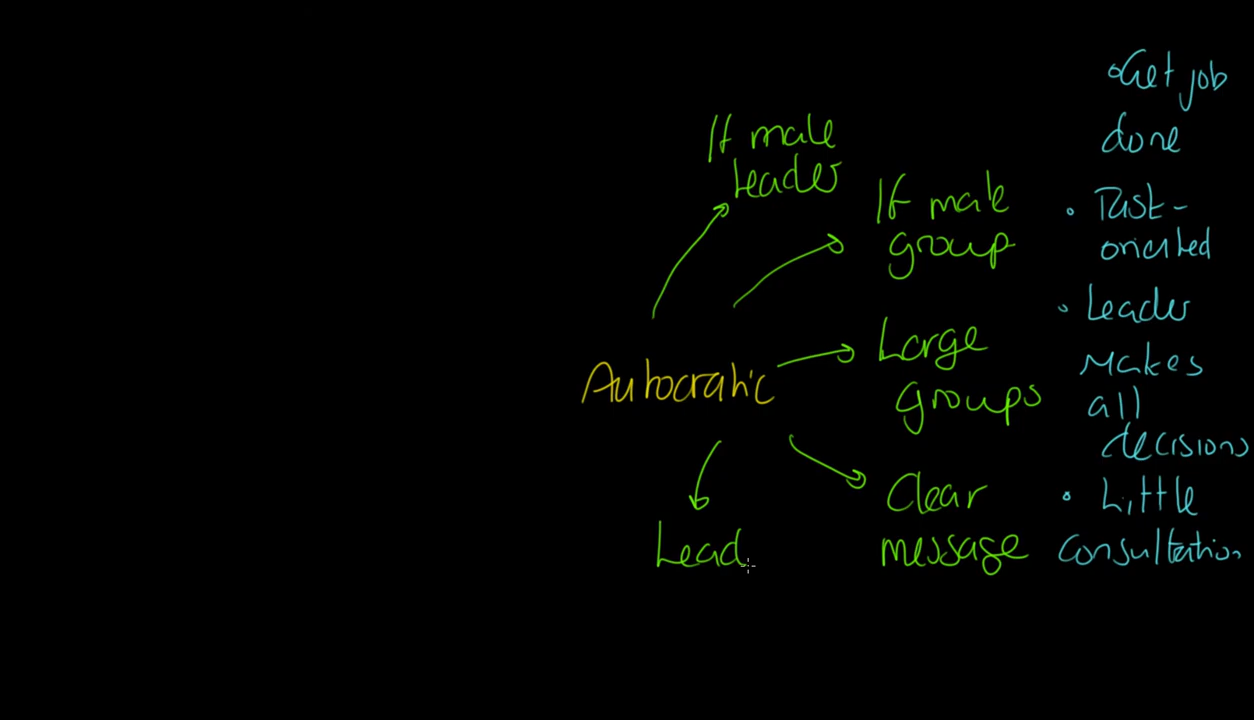 If male
Leader
If male
group
Autocratic
Large
groups
Clear
message
Lead
•Get job
done
• Task-
oriented
• Leader
Makes
all
decisions
• Little
consultation